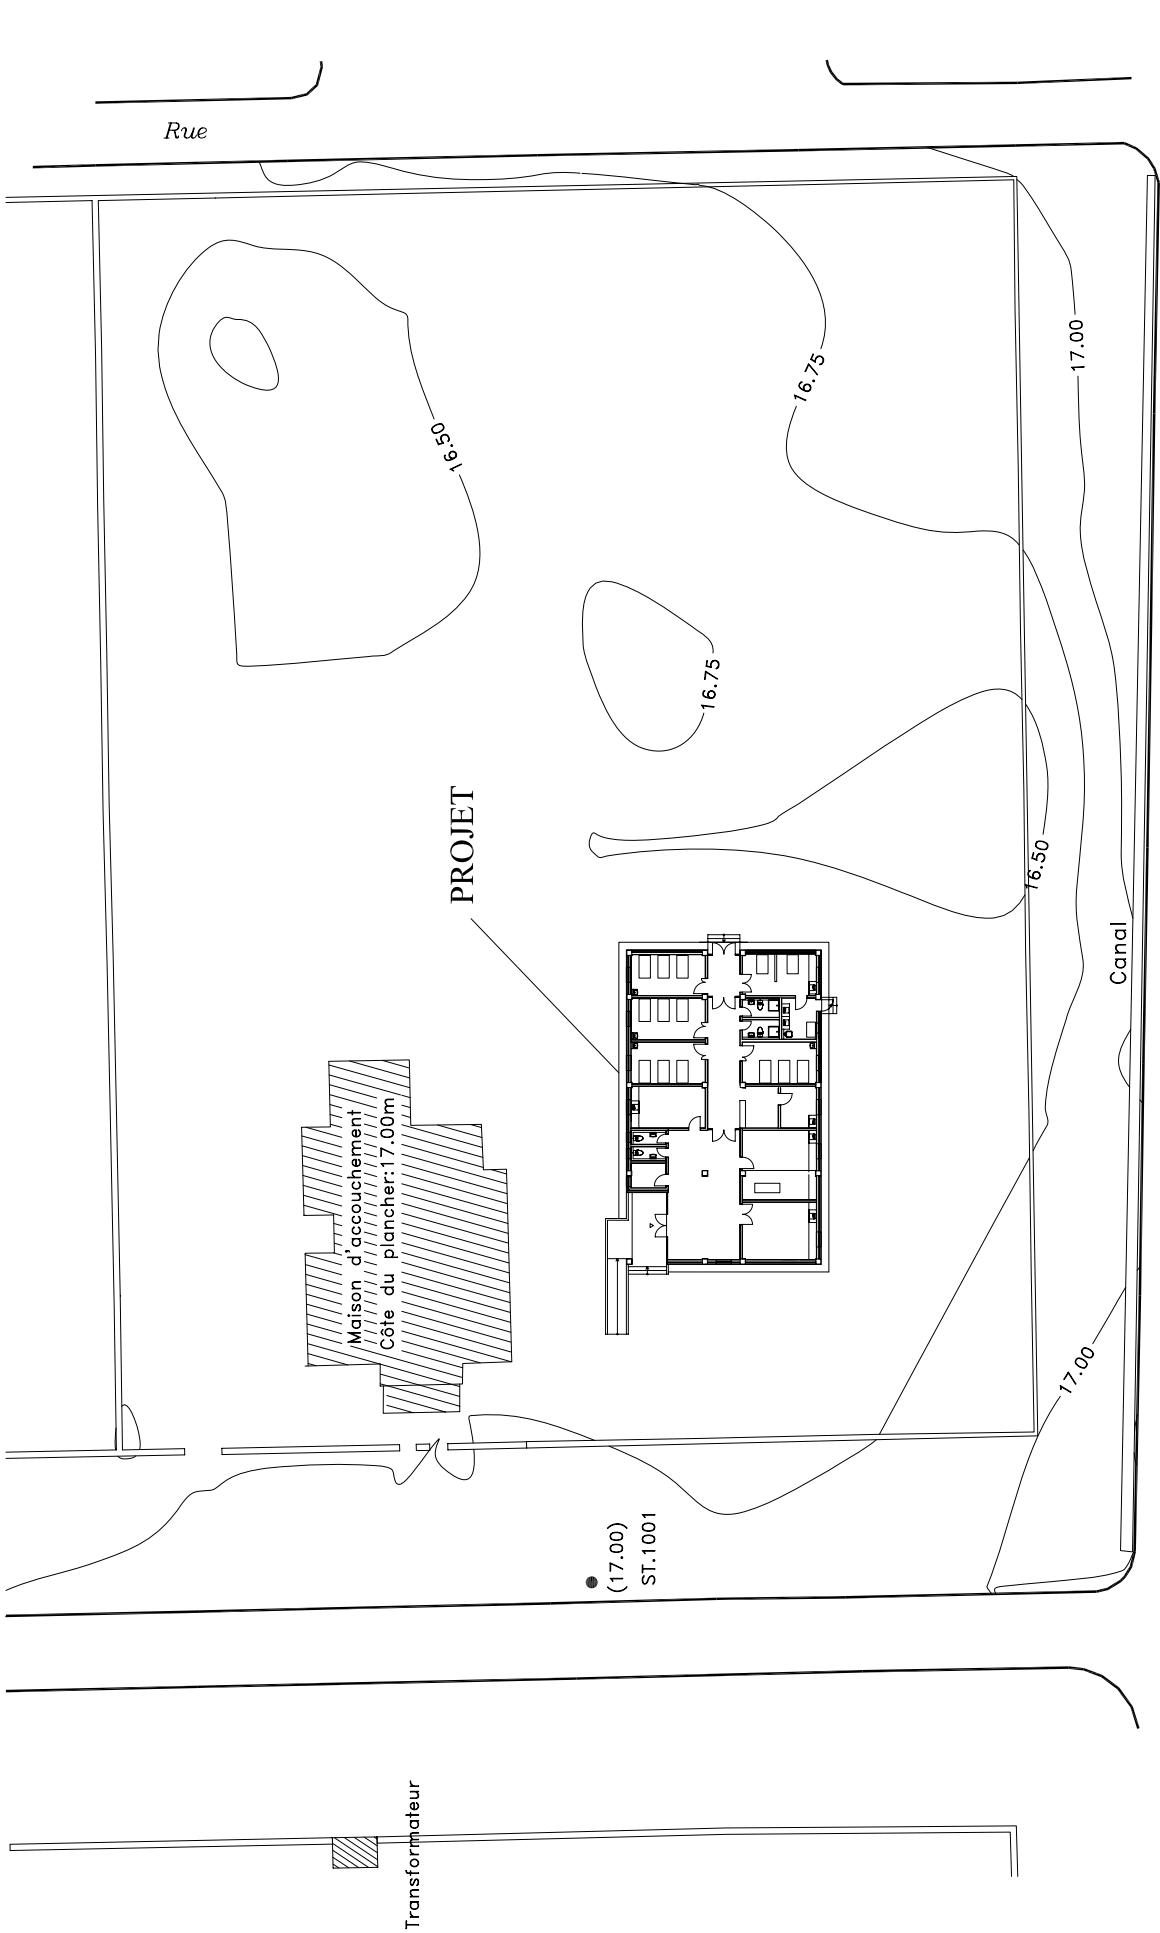 Rue
17.00
16.75
16.50
16.75
PROJET
16.50
Canal
Maison d'accouchement
Côte du plancher:17.00m
17.00
(17.00)
ST.1001
Transformateur